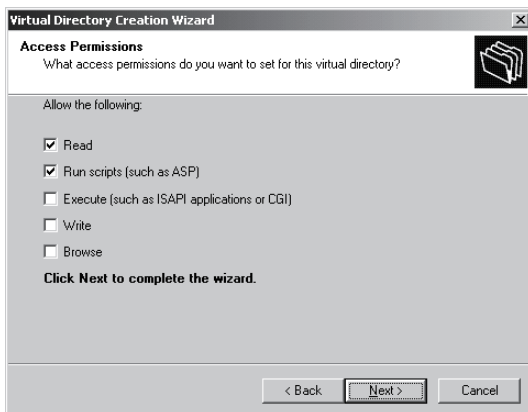 Virtual Directory Creation Wizard
Access Permissions
What access permissions do you want to set for this virtual directory?
Allow the following:
Read
Run scripts (such as ASP)
Execute (such as ISAPI applications or CGI)
Write
Browse
Click Next to complete the wizard.
< Back Next > Cancel